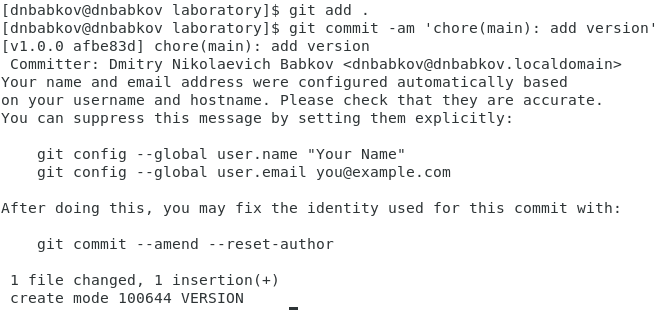 [dnbabkov@dnbabkov laboratory]$ git add .
[dnbabkov@dnbabkov laboratory]$ git commit -am 'chore(main): add version'
[v1.0.0 afbe83d] chore(main): add version
 Committer: Dmitry Nikolaevich Babkov <dnbabkov@dnbabkov.localdomain>
Your name and email address were configured automatically based
on your username and hostname. Please check that they are accurate.
You can suppress this message by setting them explicitly:

    git config --global user.name "Your Name"
    git config --global user.email you@example.com

After doing this, you may fix the identity used for this commit with:

    git commit --amend --reset-author

 1 file changed, 1 insertion(+)
 create mode 100644 VERSION